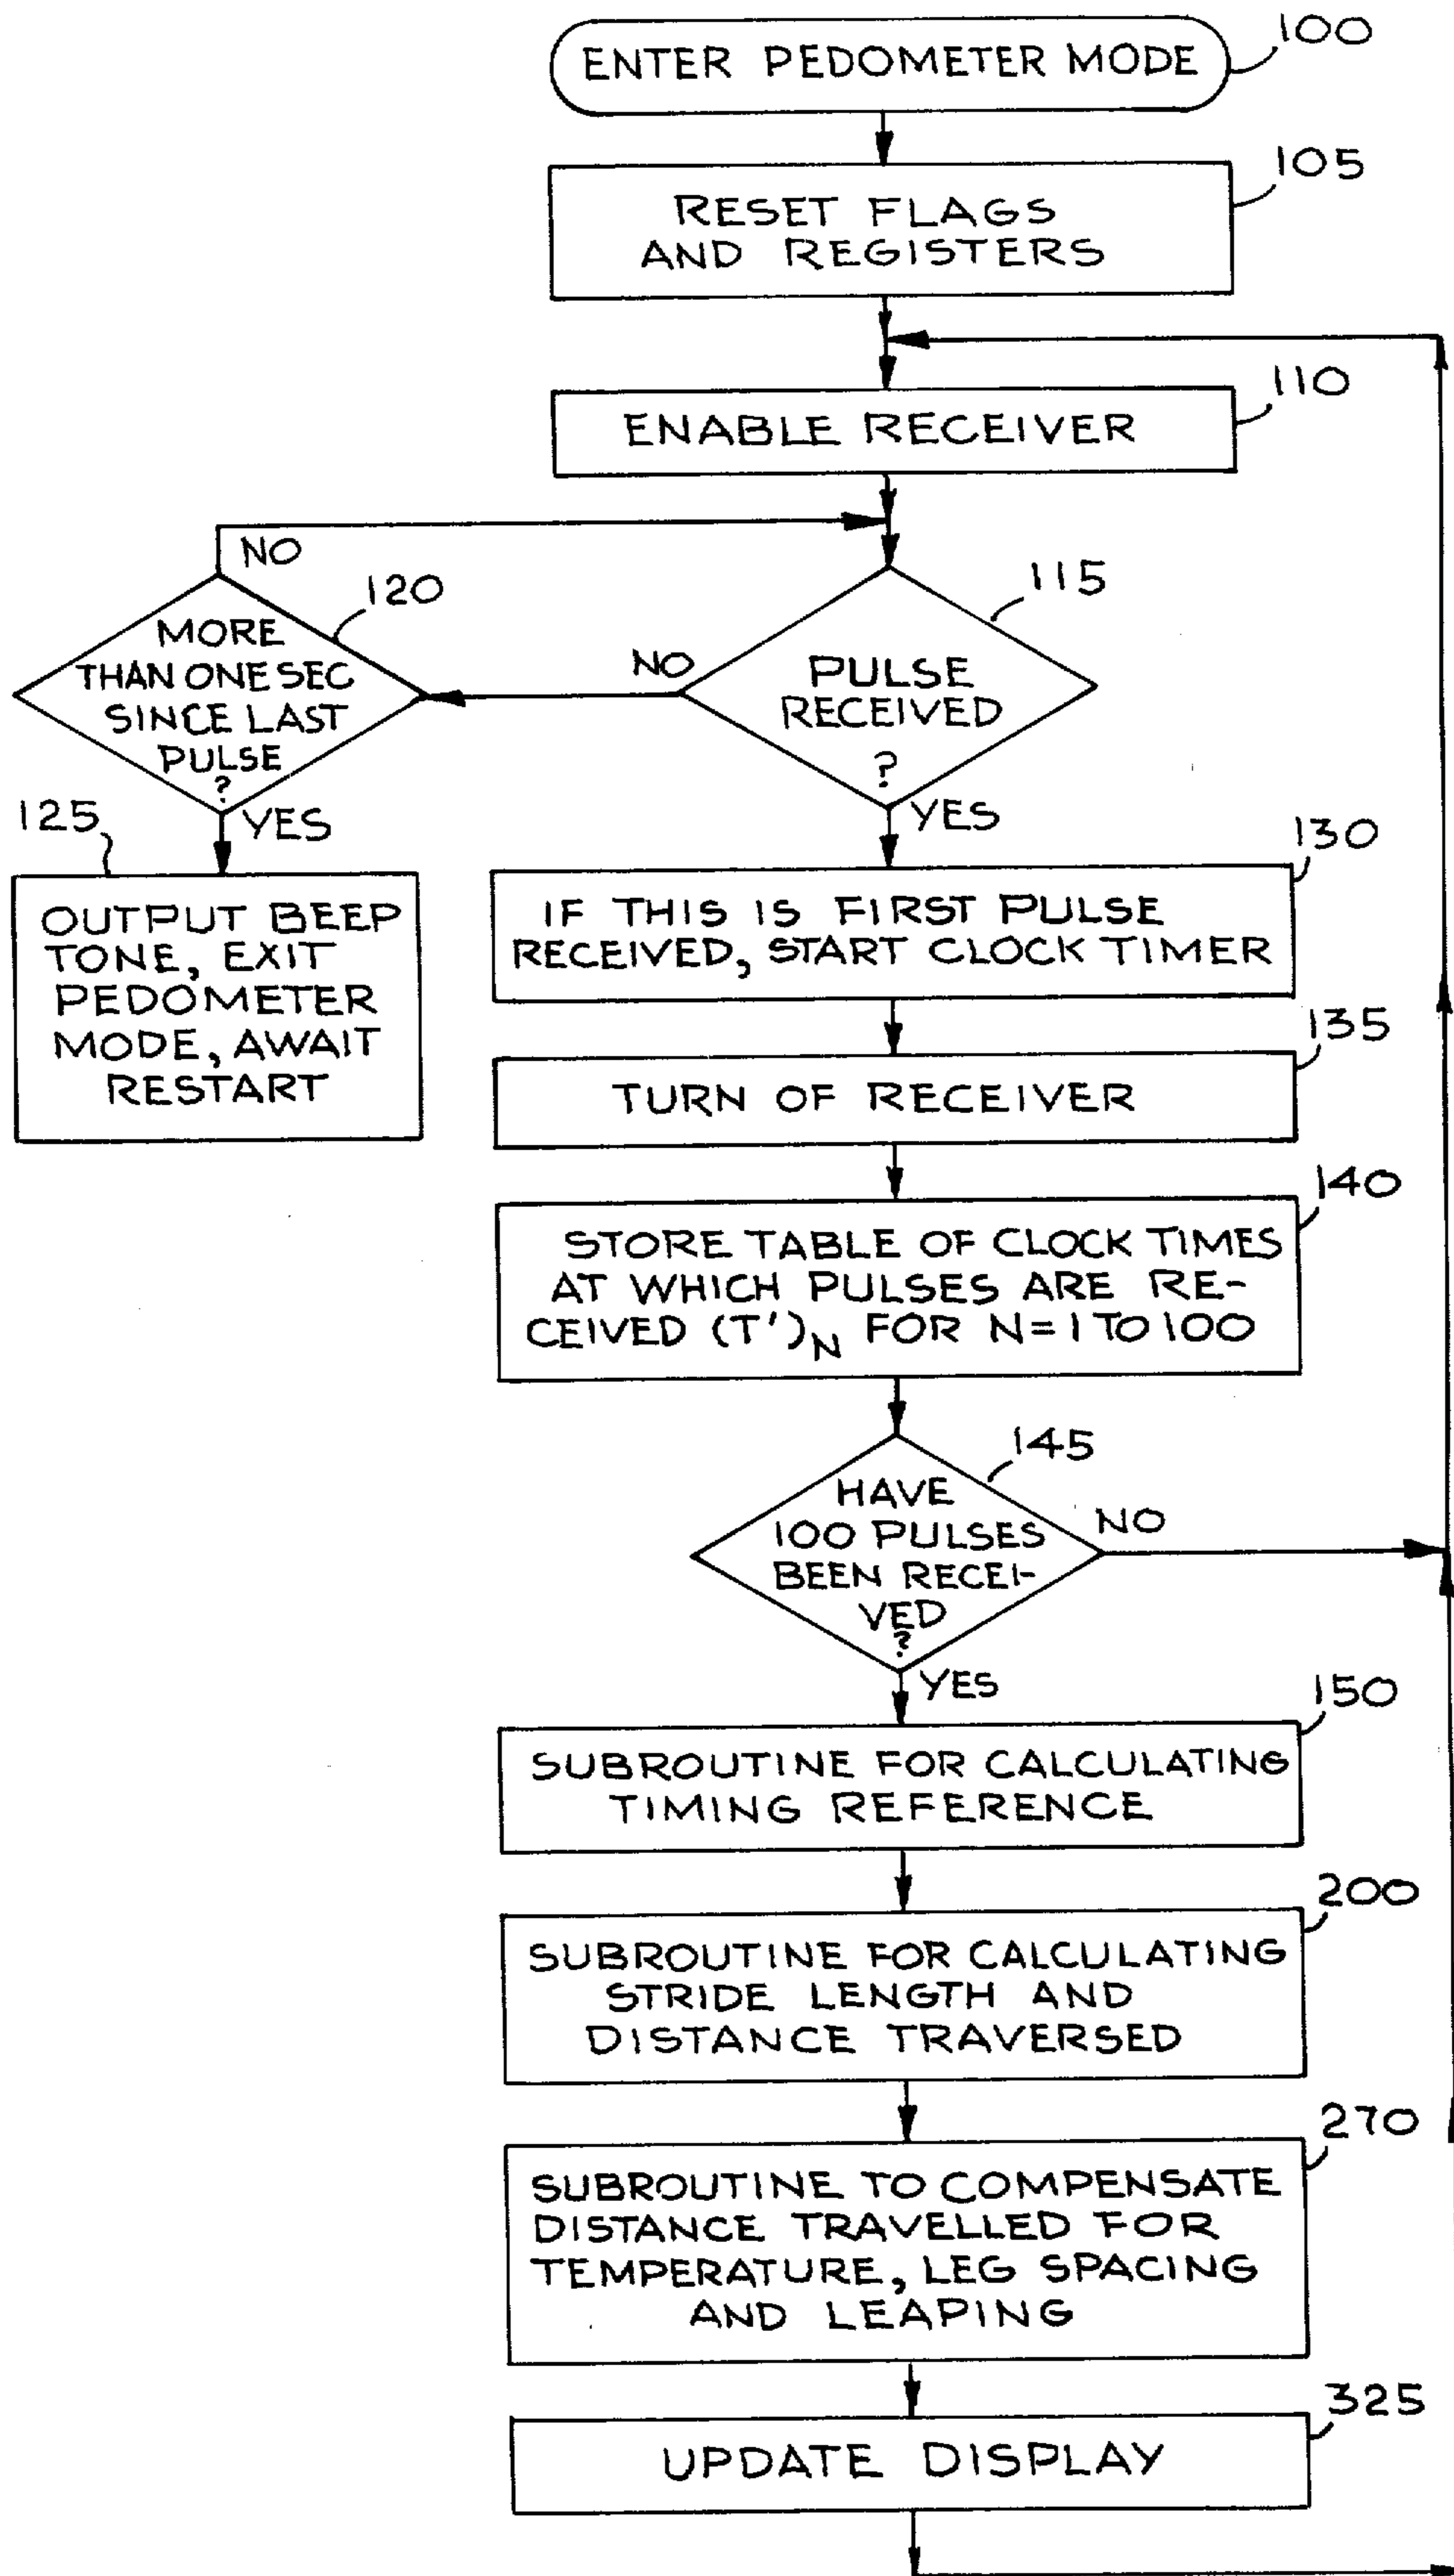 ENTER PEDOMETER MODE
100
105
RESET FLAGS
AND REGISTERS
110
ENABLE RECEIVER
NO
120
115
MORE
THAN ONE SEC
SINCE LAST
PULSE
?
NO
PULSE
RECEIVED
?
125
YES
YES
OUTPUT BEEP
TONE, EXIT
PEDOMETER
MODE, AWAIT
RESTART
130
IF THIS IS FIRST PULSE
RECEIVED, START CLOCK TIMER
135
TURN OF RECEIVER
140
STORE TABLE OF CLOCK TIMES
AT WHICH PULSES ARE RE-
CEIVED (T')N FOR N=1 TO 100
145
HAVE
100 PULSES
BEEN RECEI-
VED
?
NO
YES
150
SUBROUTINE FOR CALCULATING
TIMING REFERENCE
200
SUBROUTINE FOR CALCULATING
STRIDE LENGTH AND
DISTANCE TRAVERSED
270
SUBROUTINE TO COMPENSATE
DISTANCE TRAVELLED FOR
TEMPERATURE, LEG SPACING
AND LEAPING
325
UPDATE DISPLAY